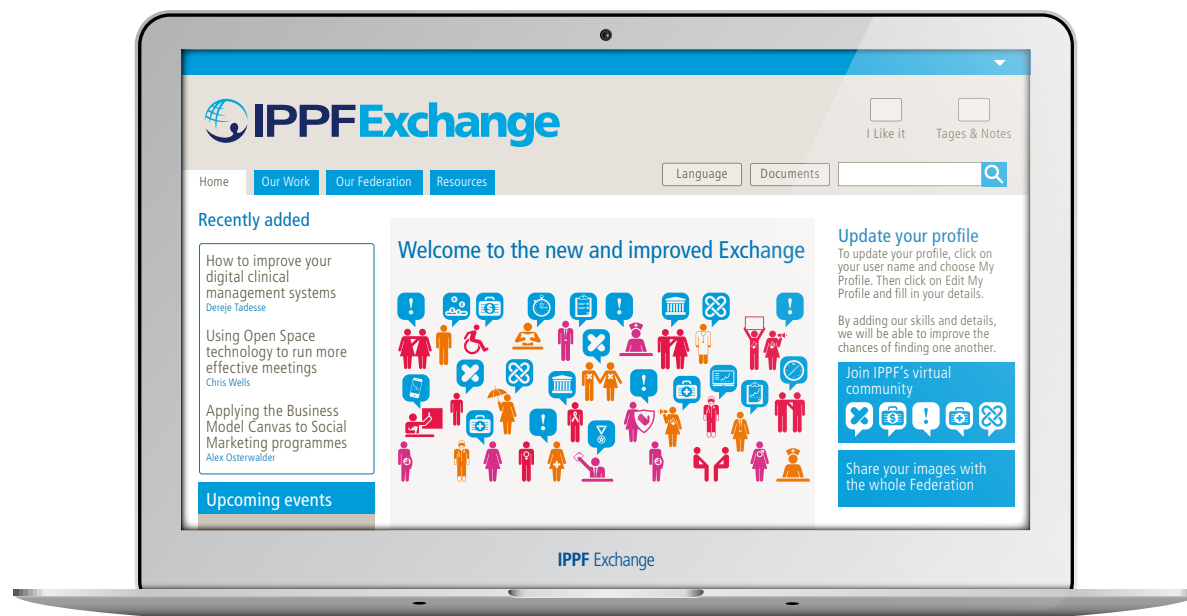 IPPFExchange
I Like it
Tages & Notes
Home
Our Work
Our Federation
Resources
Language
Documents
Recently added
How to improve your
digital clinical
management systems
Dereje Tadesse
Using Open Space
technology to run more
effective meetings
Chris Wells
Applying the Business
Model Canvas to Social
Marketing programmes
Alex Osterwalder
Upcoming events
Welcome to the new and improved Exchange
Update your profile
To update your profile, click on
your user name and choose My
Profile. Then click on Edit My
Profile and fill in your details.
By adding our skills and details,
we will be able to improve the
chances of finding one another.
Join IPPF's virtual
community
Share your images with
the whole Federation
IPPF Exchange